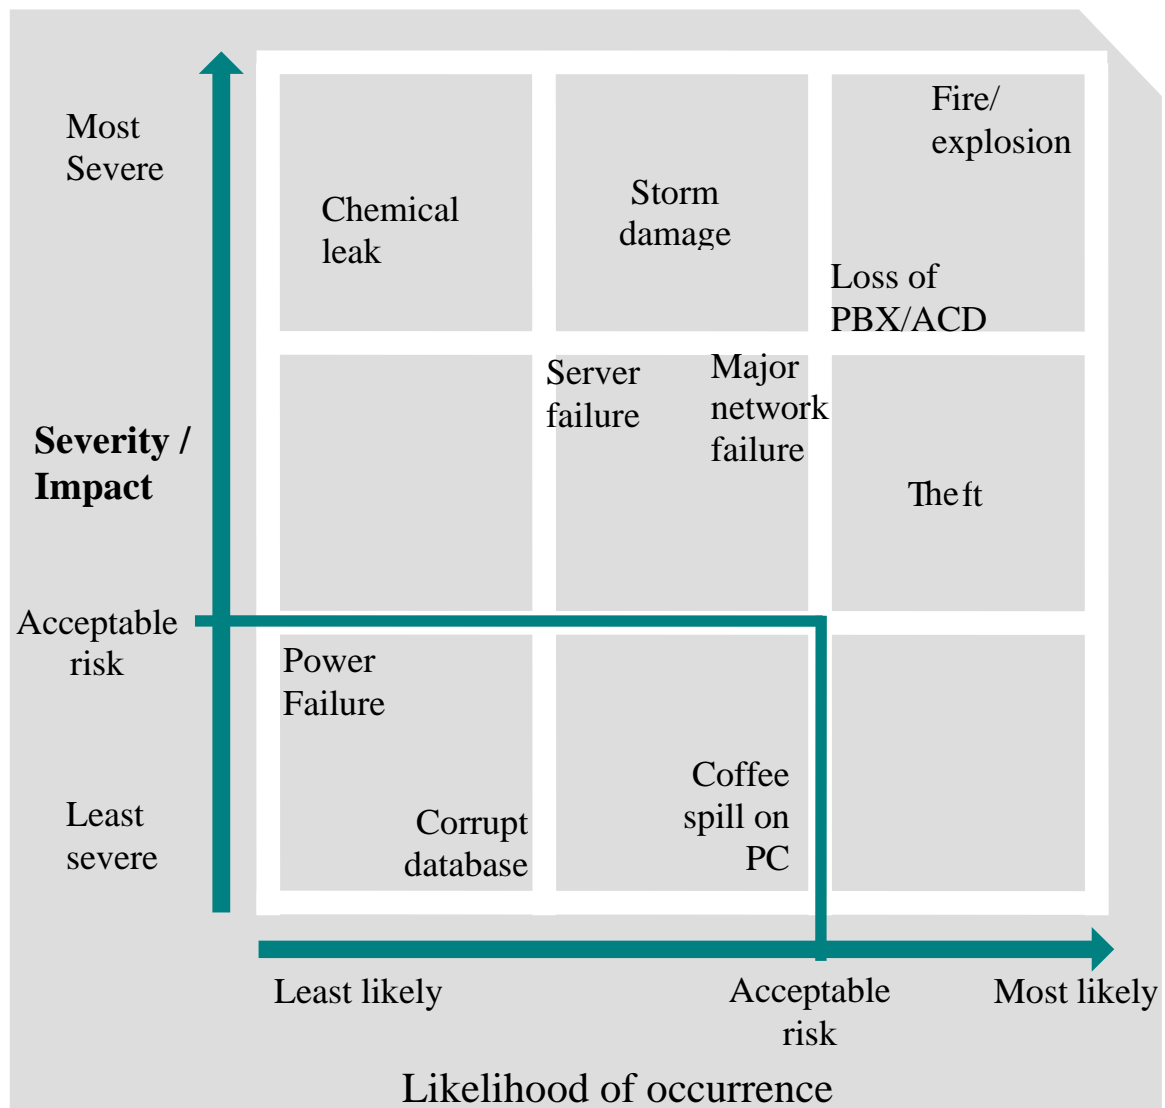 Most
Severe
Fire/
explosion
Chemical
leak
Storm
damage
Loss of
PBX/ACD
Server
failure
Major
network
failure
Severity /
Impact
Theft
Acceptable
risk
Power
Failure
Least
severe
Corrupt
database
Coffee
spill on
PC
Least likely
Acceptable
risk
Most likely
Likelihood of occurrence